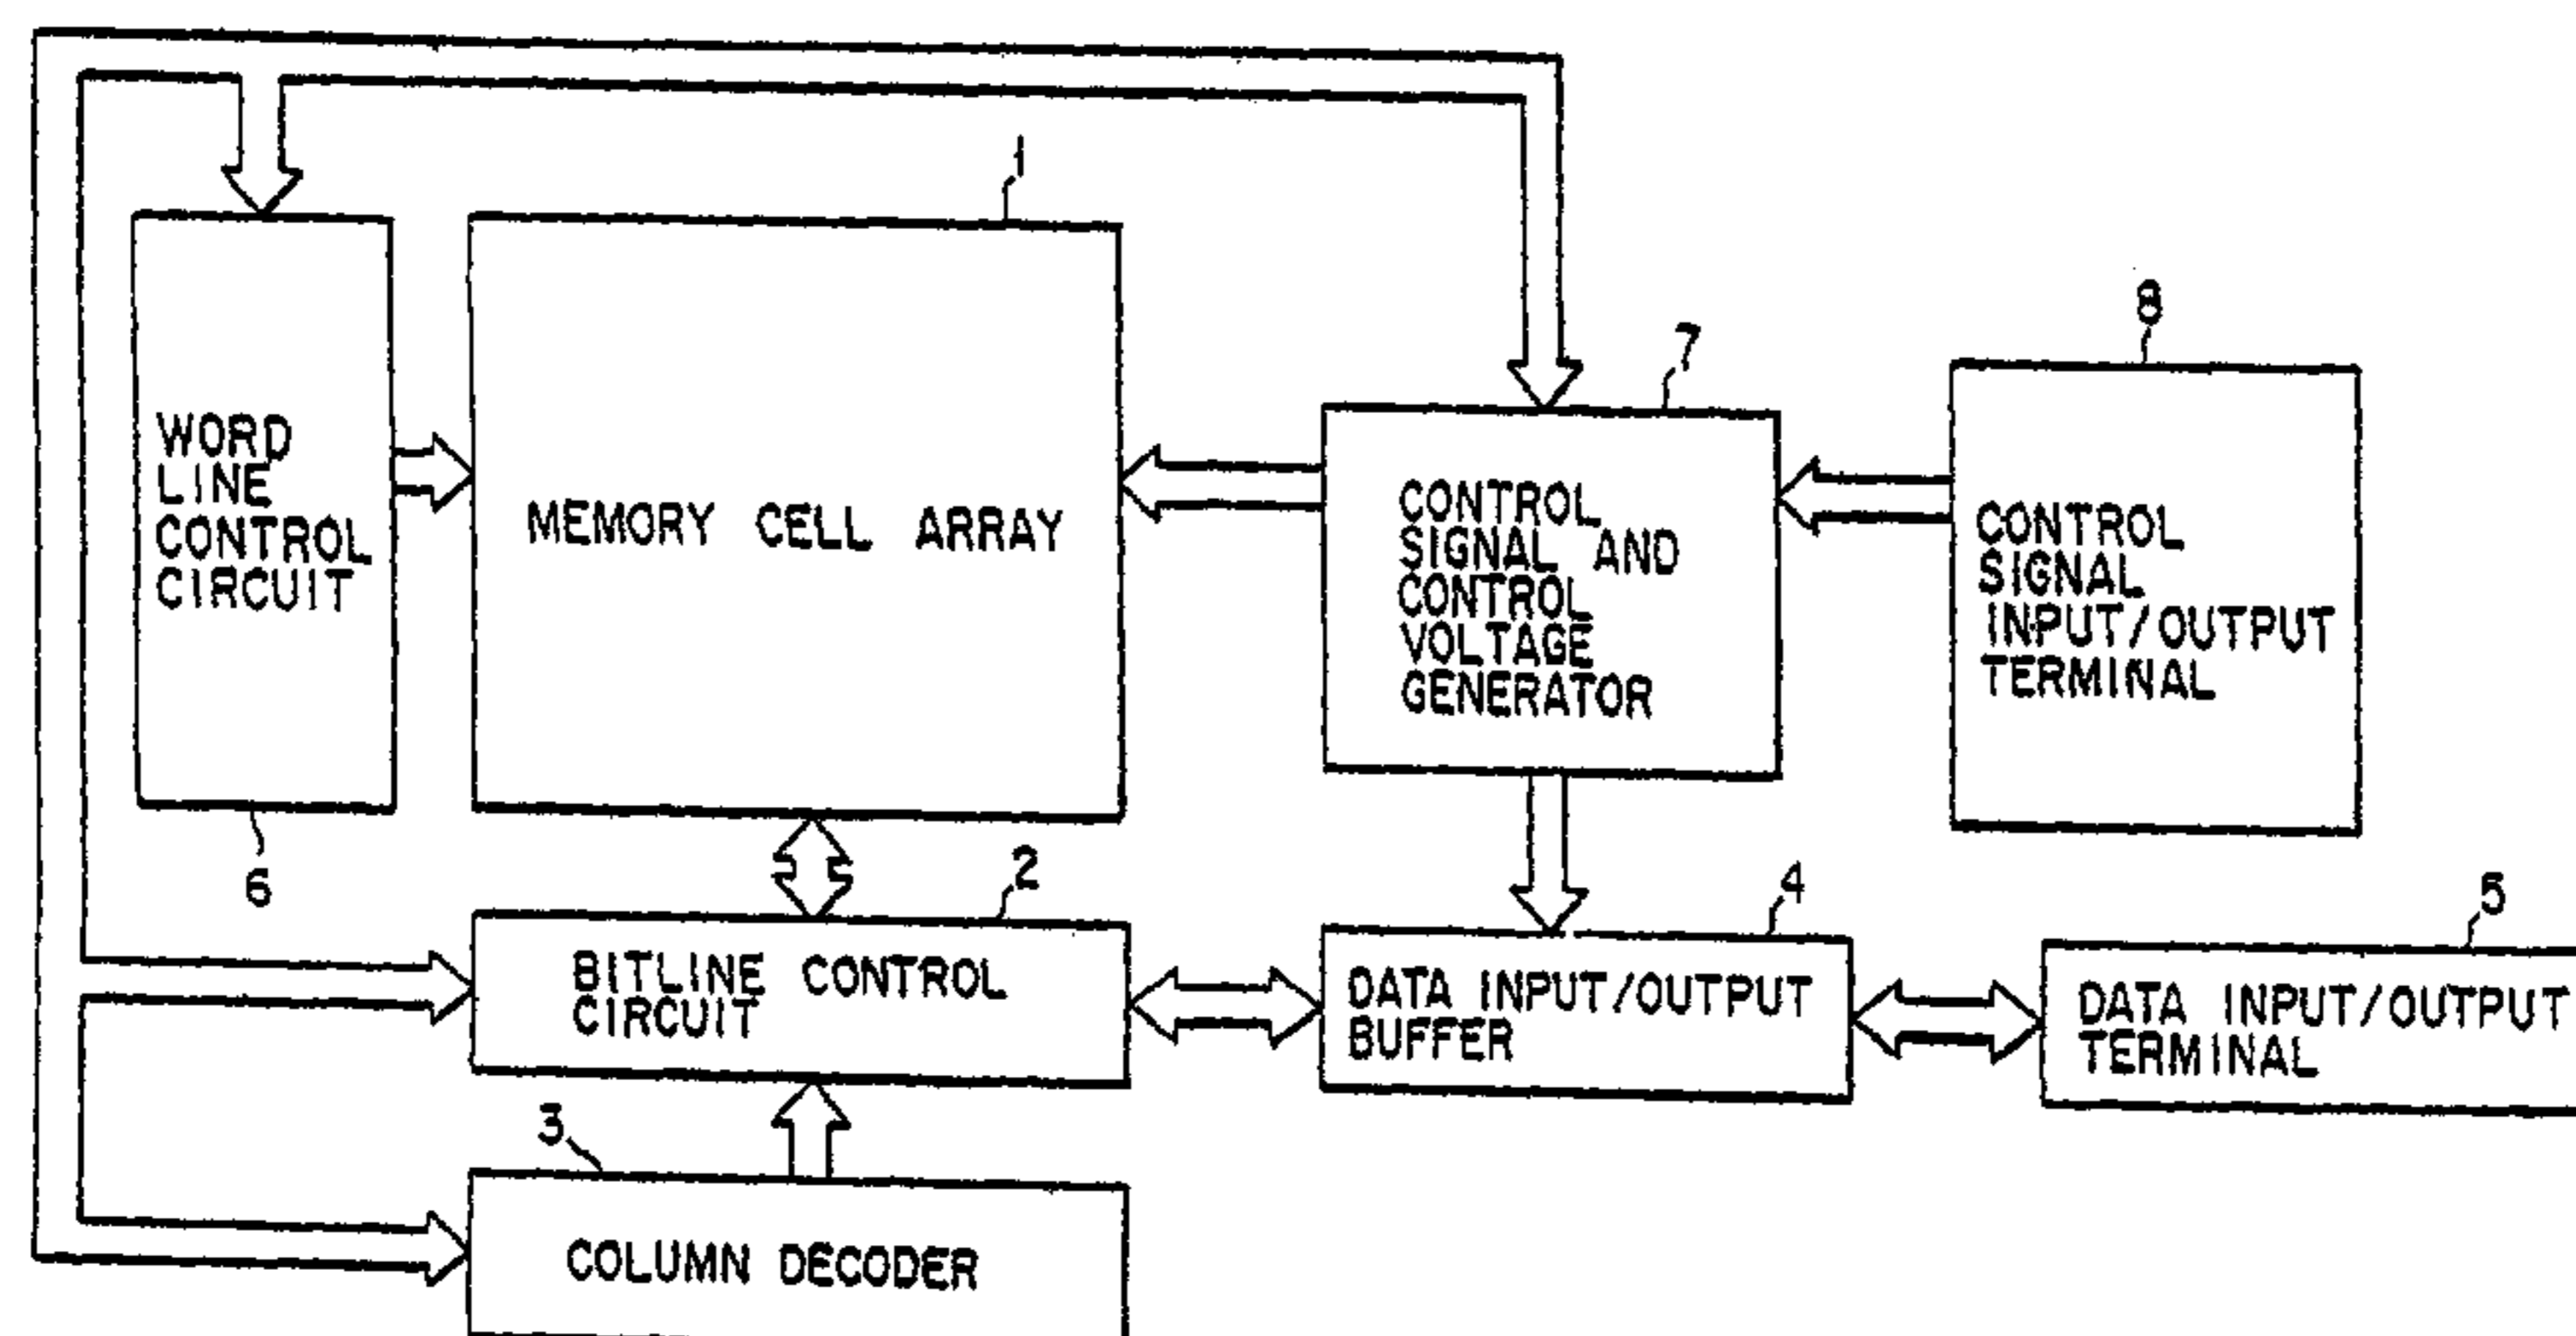 1
8
7
WORD
LINE
CONTROL
CIRCUIT
MEMORY CELL ARRAY
CONTROL
SIGNAL AND
CONTROL
VOLTAGE
GENERATOR
CONTROL
SIGNAL
INPUT/OUTPUT
TERMINAL
6
2
4
5
BITLINE CONTROL
CIRCUIT
DATA INPUT/OUTPUT
BUFFER
DATA INPUT/OUTPUT
TERMINAL
3
COLUMN DECODER